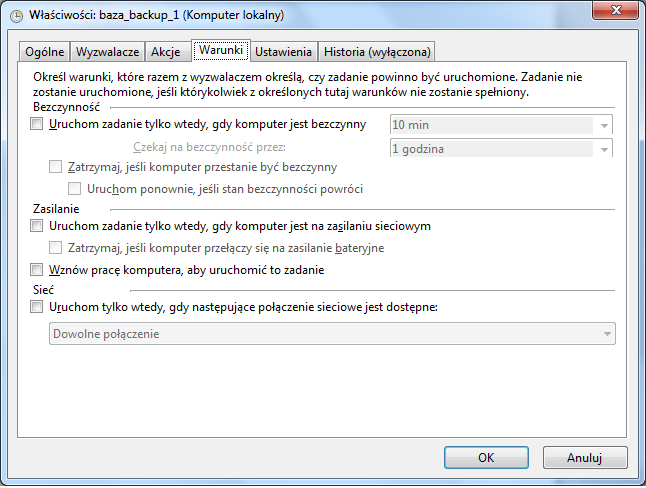 Właściwości: baza_backup_1 (Komputer lokalny)
Ogólne Wyzwalacze Akcje Warunki Ustawienia Historia (wyłączona)
Określ warunki, które razem z wyzwalaczem określą, czy zadanie powinno być uruchomione. Zadanie nie
zostanie uruchomione, jeśli którykolwiek z określonych tutaj warunków nie zostanie spełniony.
Bezczynność
Uruchom zadanie tylko wtedy, gdy komputer jest bezczynny 10 min
Czekaj na bezczynność przez: 1 godzina
Zatrzymaj, jeśli komputer przestanie być bezczynny
Uruchom ponownie, jeśli stan bezczynności powróci
Zasilanie
Uruchom zadanie tylko wtedy, gdy komputer jest na zasilaniu sieciowym
Zatrzymaj, jeśli komputer przełączy się na zasilanie bateryjne
Wznów pracę komputera, aby uruchomić to zadanie
Sieć
Uruchom tylko wtedy, gdy następujące połączenie sieciowe jest dostępne:
Dowolne połączenie
OK Anuluj